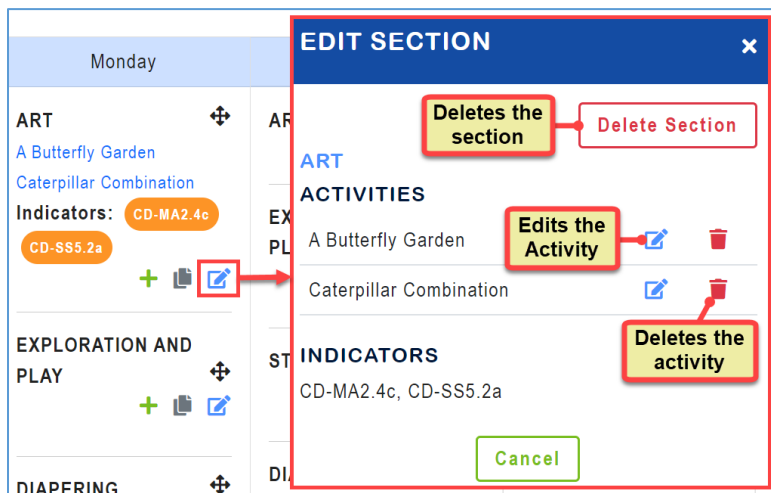 Monday
ART
A Butterfly Garden
Caterpillar Combination
Indicators: CD-MA2.4c
CD-SS5.2a
EXPLORATION AND
PLAY
DIAPERING
AR
EX
PL
ST
DI
EDIT SECTION
Deletes the
section
Delete Section
ART
ACTIVITIES
A Butterfly Garden
Edits the
Activity
Caterpillar Combination
Deletes the
activity
INDICATORS
CD-MA2.4c, CD-SS5.2a
Cancel